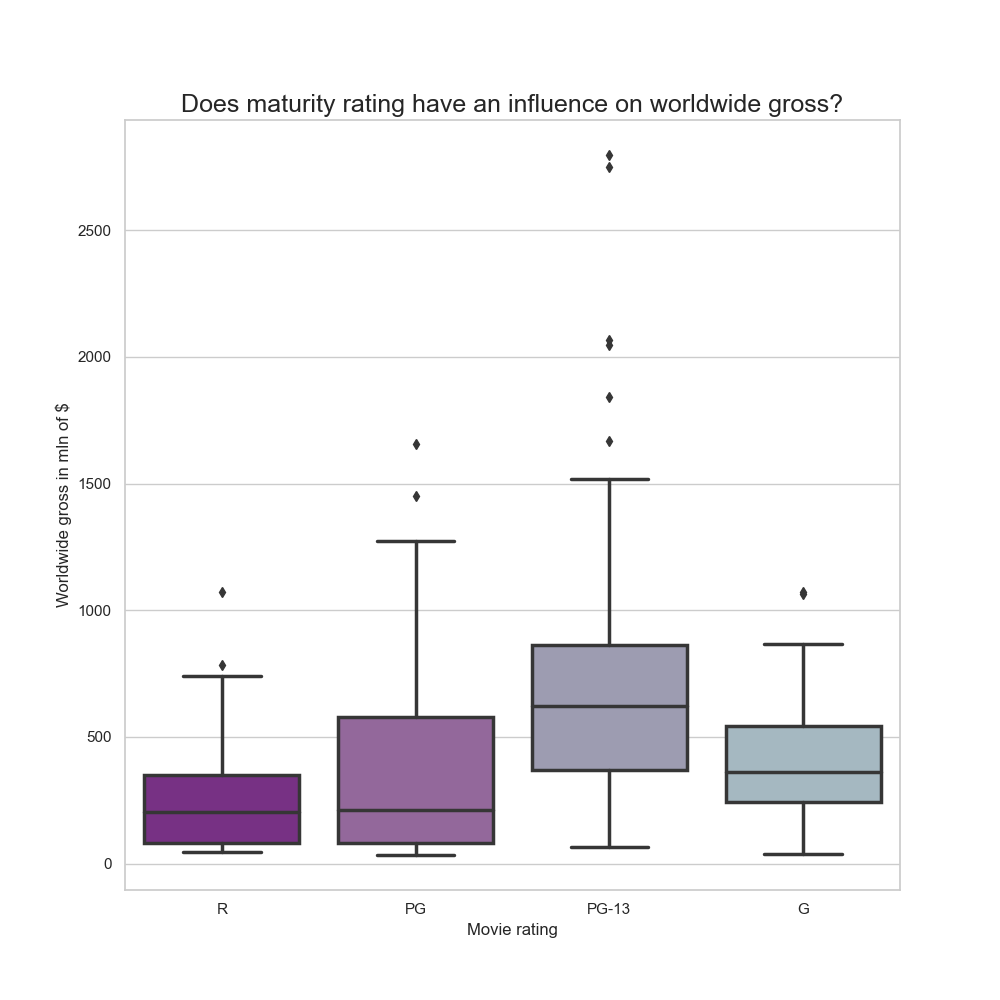 Does maturity rating have an influence on worldwide gross?
Worldwide gross in mln of $
2500
2000
1500
1000
500
0
R
PG
PG-13
G
Movie rating